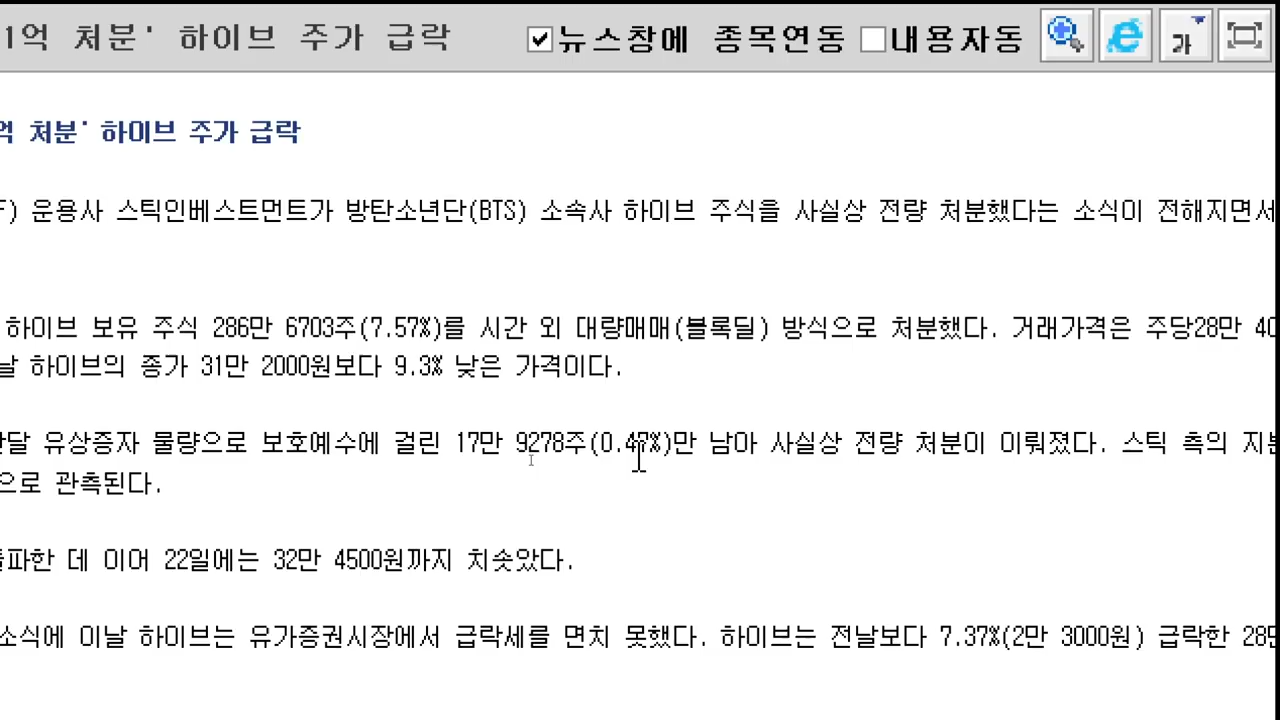 1억 처분' 하이브 주가 급락 뉴스창에 종목연동 내용자동 가
처분' 하이브 주가 급락
운용사 스틱인베스트먼트가 방탄소년단(BTS) 소속사 하이브 주식을 사실상 전량 처분했다는 소식이 전해지면서
하이브 보유 주식 286만 6703주(7.57%)를 시간 외 대량매매(블록딜) 방식으로 처분했다. 거래가격은 주당28만
하이브의 종가 31만 2000원보다 9.3% 낮은 가격이다.
유상증자 물량으로 보호예수에 걸린 17만 9278주(0.47%)만 남아 사실상 전량 처분이 이뤄졌다. 스틱 측의
으로 관측된다.
데 이어 22일에는 32만 4500원까지 치솟았다.
소식에 이날 하이브는 유가증권시장에서 급락세를 면치 못했다. 하이브는 전날보다 7.37%(2만 3000원) 급락한